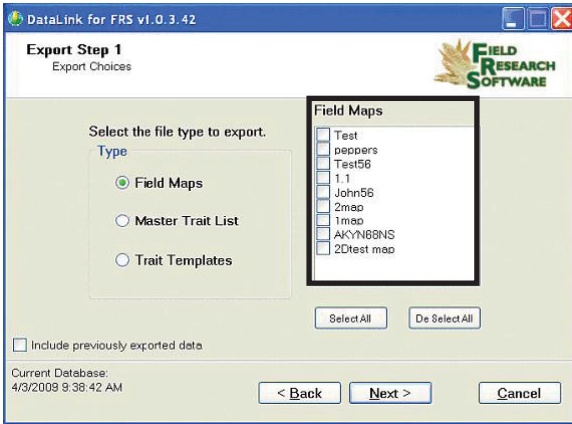 DataLink for FRS v1.0.3.42
Export Step 1
Export Choices
FIELD
RESEARCH
SOFTWARE
Select the file type to export.
Type
Field Maps
Master Trait List
Trait Templates
Field Maps
Test
peppers
Test56
1.1
John56
2map
1map
AKYN68NS
2Dtest map
Select All
De Select All
Include previously exported data
Current Database:
4/3/2009 9:38:42 AM
< Back
Next >
Cancel